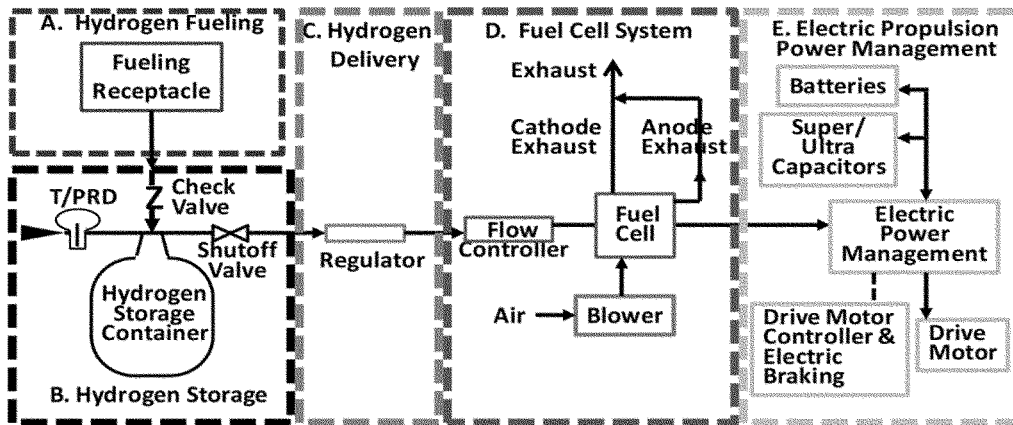 A. Hydrogen Fueling
Fueling
Receptacle
T/PRD
Check
Valve
Shutoff
Valve
Hydrogen
Storage
Container
B. Hydrogen Storage
C. Hydrogen
Delivery
Regulator
D. Fuel Cell System
Exhaust
Cathode
Exhaust
Anode
Exhaust
Flow
Controller
Fuel
Cell
Air
Blower
E. Electric Propulsion
Power Management
Batteries
Super/
Ultra
Capacitors
Electric
Power
Management
Drive Motor
Controller &
Electric
Braking
Drive
Motor